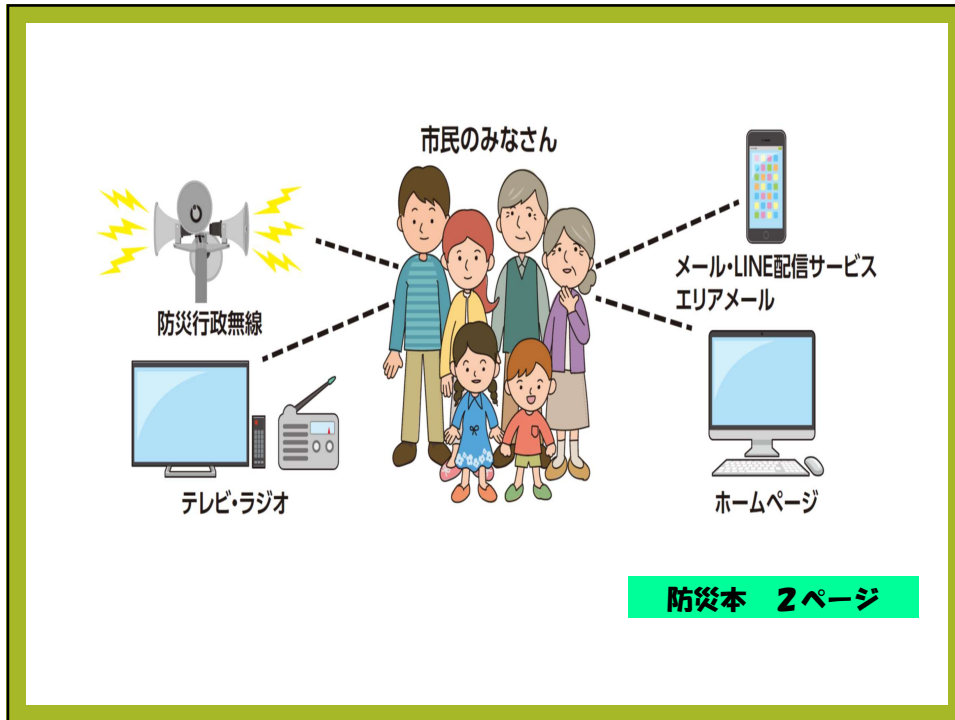 市民のみなさん
防災行政無線
メール・LINE配信サービス
エリアメール
テレビ・ラジオ
ホームページ
防災本　2ページ